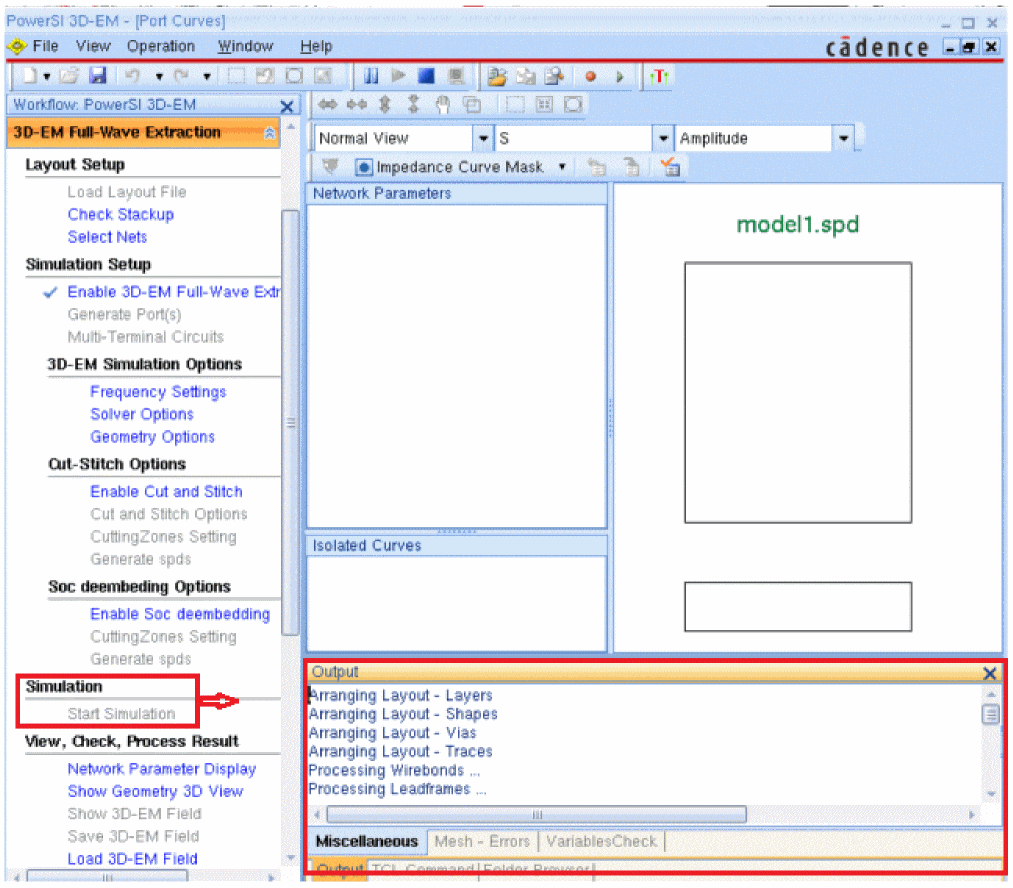 PowerSI 3D-EM - [Port Curves]
File View Operation Window Help
cādence
Workflow: PowerSI 3D-EM
3D-EM Full-Wave Extraction
Layout Setup
Load Layout File
Check Stackup
Select Nets
Simulation Setup
Enable 3D-EM Full-Wave Extr
Generate Port(s)
Multi-Terminal Circuits
3D-EM Simulation Options
Frequency Settings
Solver Options
Geometry Options
Cut-Stitch Options
Enable Cut and Stitch
Cut and Stitch Options
CuttingZones Setting
Generate spds
Soc deembeding Options
Enable Soc deembedding
CuttingZones Setting
Generate spds
Simulation
Start Simulation
View, Check, Process Result
Network Parameter Display
Show Geometry 3D View
Show 3D-EM Field
Save 3D-EM Field
Load 3D-EM Field
Normal View S Amplitude
Impedance Curve Mask
Network Parameters
Isolated Curves
model1.spd
Output
Arranging Layout - Layers
Arranging Layout - Shapes
Arranging Layout - Vias
Arranging Layout - Traces
Processing Wirebonds ...
Processing Leadframes ...
Miscellaneous Mesh - Errors VariablesCheck
Output TCL Command Folder Browser